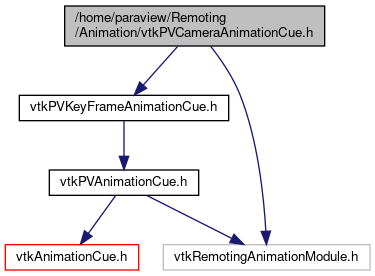 /home/paraview/Remoting
/Animation/vtkPVCameraAnimationCue.h
vtkPVKeyFrameAnimationCue.h
vtkPVAnimationCue.h
vtkAnimationCue.h
vtkRemotingAnimationModule.h